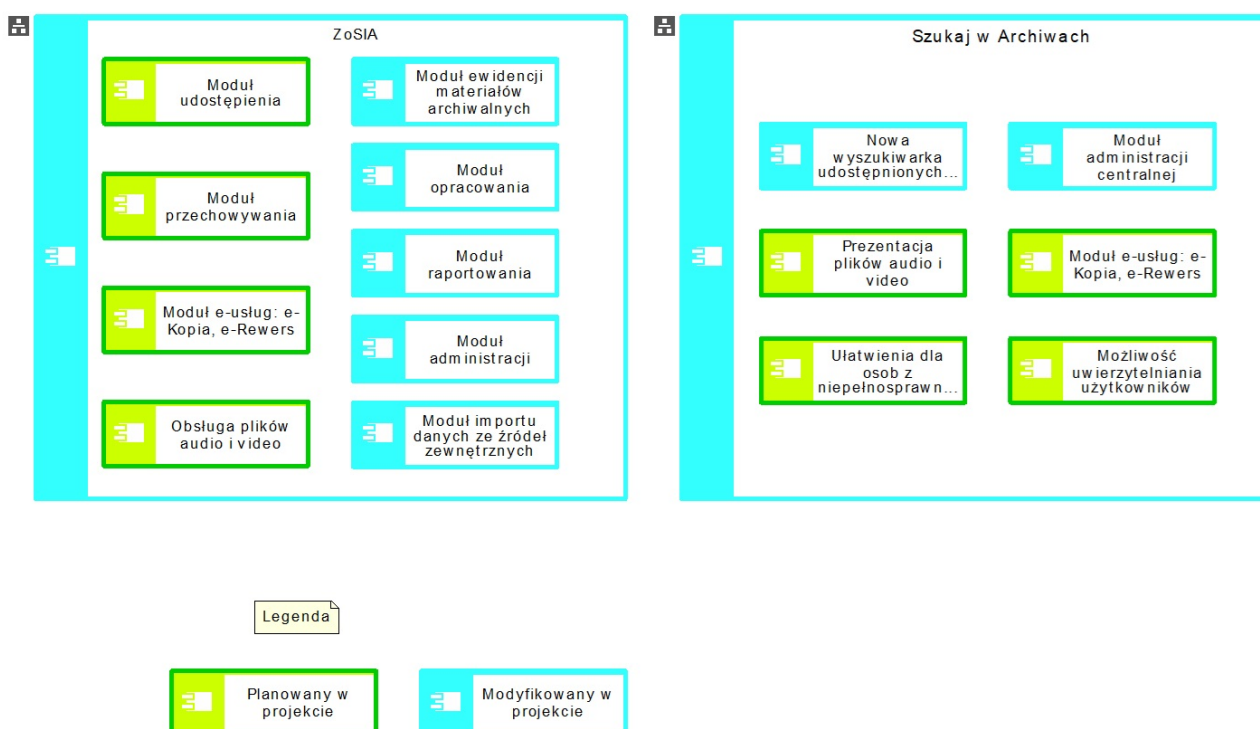 ZoSIA
Moduł
udostępienia
Moduł ewidencji
materiałów
archiwalnych
Moduł
przechowywania
Moduł
opracowania
Moduł
raportowania
Moduł e-usług: e-
Kopia, e-Rewers
Moduł
administracji
Obsługa plików
audio i video
Moduł importu
danych ze źródeł
zewnętrznych
Szukaj w Archiwach
Nowa
wyszukiwarka
udostępnionych...
Moduł
administracji
centralnej
Prezentacja
plików audio i
video
Moduł e-usług: e-
Kopia, e-Rewers
Ułatwienia dla
osob z
niepełnosprawn...
Możliwość
uwierzytelniania
użytkowników
Legenda
Planowany w
projekcie
Modyfikowany w
projekcie